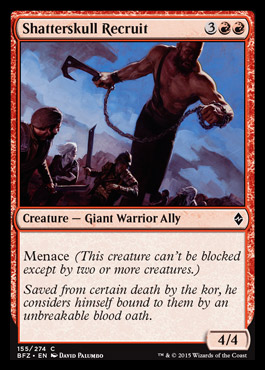 Shatterskull Recruit 3
Creature — Giant Warrior Ally
Menace (This creature can't be blocked
except by two or more creatures.)
Saved from certain death by the kor, he
considers himself bound to them by an
unbreakable blood oath.
4/4
155/274 C
BFZ • EN DAVID PALUMBO
™ & © 2015 Wizards of the Coast